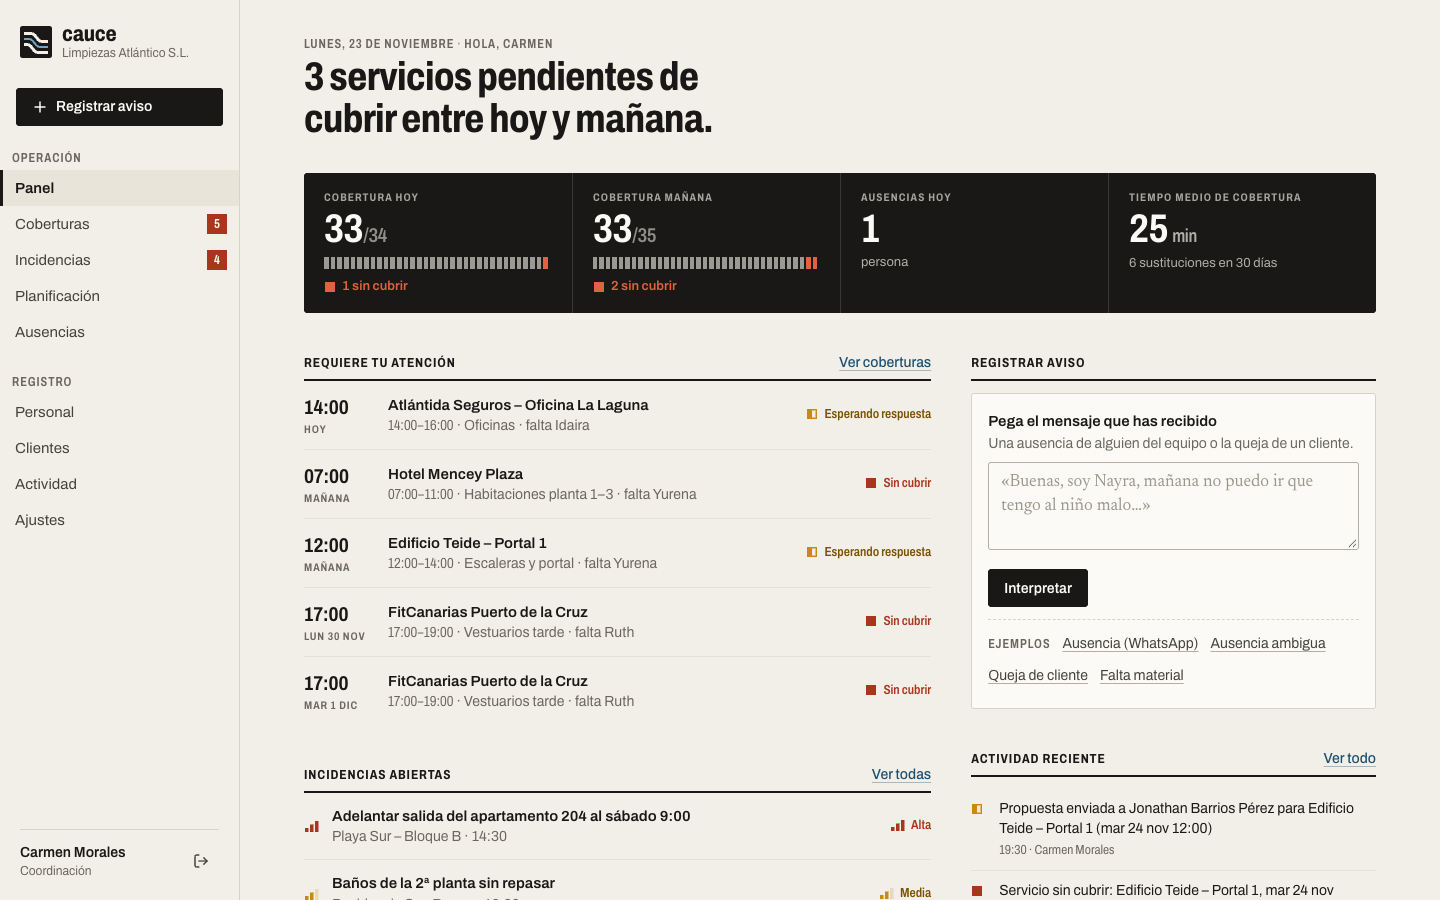 cauce
Limpiezas Atlántico S.L.
Registrar aviso
OPERACIÓN
Panel
Coberturas 5
Incidencias 4
Planificación
Ausencias
REGISTRO
Personal
Clientes
Actividad
Ajustes
Carmen Morales
Coordinación
LUNES, 23 DE NOVIEMBRE · HOLA, CARMEN
3 servicios pendientes de
cubrir entre hoy y mañana.
COBERTURA HOY
33/34
1 sin cubrir
COBERTURA MAÑANA
33/35
2 sin cubrir
AUSENCIAS HOY
1
persona
TIEMPO MEDIO DE COBERTURA
25 min
6 sustituciones en 30 días
REQUIERE TU ATENCIÓN Ver coberturas
14:00 Atlántida Seguros – Oficina La Laguna Esperando respuesta
HOY 14:00–16:00 · Oficinas · falta Idaira
07:00 Hotel Mencey Plaza Sin cubrir
MAÑANA 07:00–11:00 · Habitaciones planta 1–3 · falta Yurena
12:00 Edificio Teide – Portal 1 Esperando respuesta
MAÑANA 12:00–14:00 · Escaleras y portal · falta Yurena
17:00 FitCanarias Puerto de la Cruz Sin cubrir
LUN 30 NOV 17:00–19:00 · Vestuarios tarde · falta Ruth
17:00 FitCanarias Puerto de la Cruz Sin cubrir
MAR 1 DIC 17:00–19:00 · Vestuarios tarde · falta Ruth
INCIDENCIAS ABIERTAS Ver todas
Adelantar salida del apartamento 204 al sábado 9:00 Alta
Playa Sur – Bloque B · 14:30
Baños de la 2ª planta sin repasar Media
REGISTRAR AVISO
Pega el mensaje que has recibido
Una ausencia de alguien del equipo o la queja de un cliente.
«Buenas, soy Nayra, mañana no puedo ir que
tengo al niño malo…»
Interpretar
EJEMPLOS Ausencia (WhatsApp) Ausencia ambigua
Queja de cliente Falta material
ACTIVIDAD RECIENTE Ver todo
Propuesta enviada a Jonathan Barrios Pérez para Edificio
Teide – Portal 1 (mar 24 nov 12:00)
19:30 · Carmen Morales
Servicio sin cubrir: Edificio Teide – Portal 1, mar 24 nov